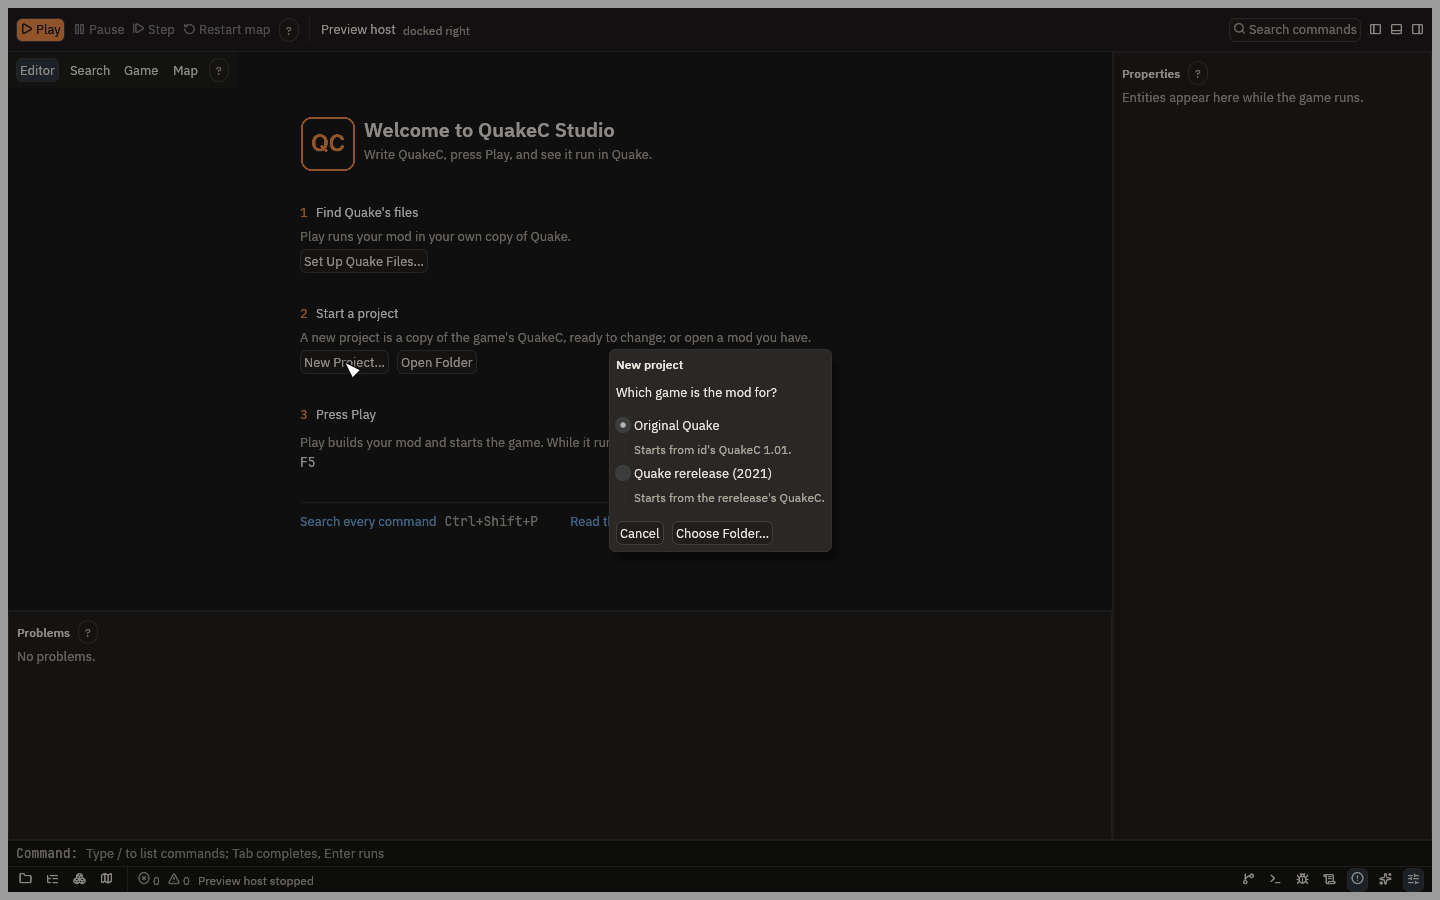 Play Pause Step Restart map ? Preview host docked right Search commands
Editor Search Game Map ?
Properties ?
Entities appear here while the game runs.
QC
Welcome to QuakeC Studio
Write QuakeC, press Play, and see it run in Quake.
1 Find Quake's files
Play runs your mod in your own copy of Quake.
Set Up Quake Files...
2 Start a project
A new project is a copy of the game's QuakeC, ready to change; or open a mod you have.
New Project... Open Folder
3 Press Play
Play builds your mod and starts the game. While it
F5
Search every command Ctrl+Shift+P Read
New project
Which game is the mod for?
Original Quake
Starts from id's QuakeC 1.01.
Quake rerelease (2021)
Starts from the rerelease's QuakeC.
Cancel Choose Folder...
Problems ?
No problems.
Command: Type / to list commands; Tab completes, Enter runs
0 0 Preview host stopped